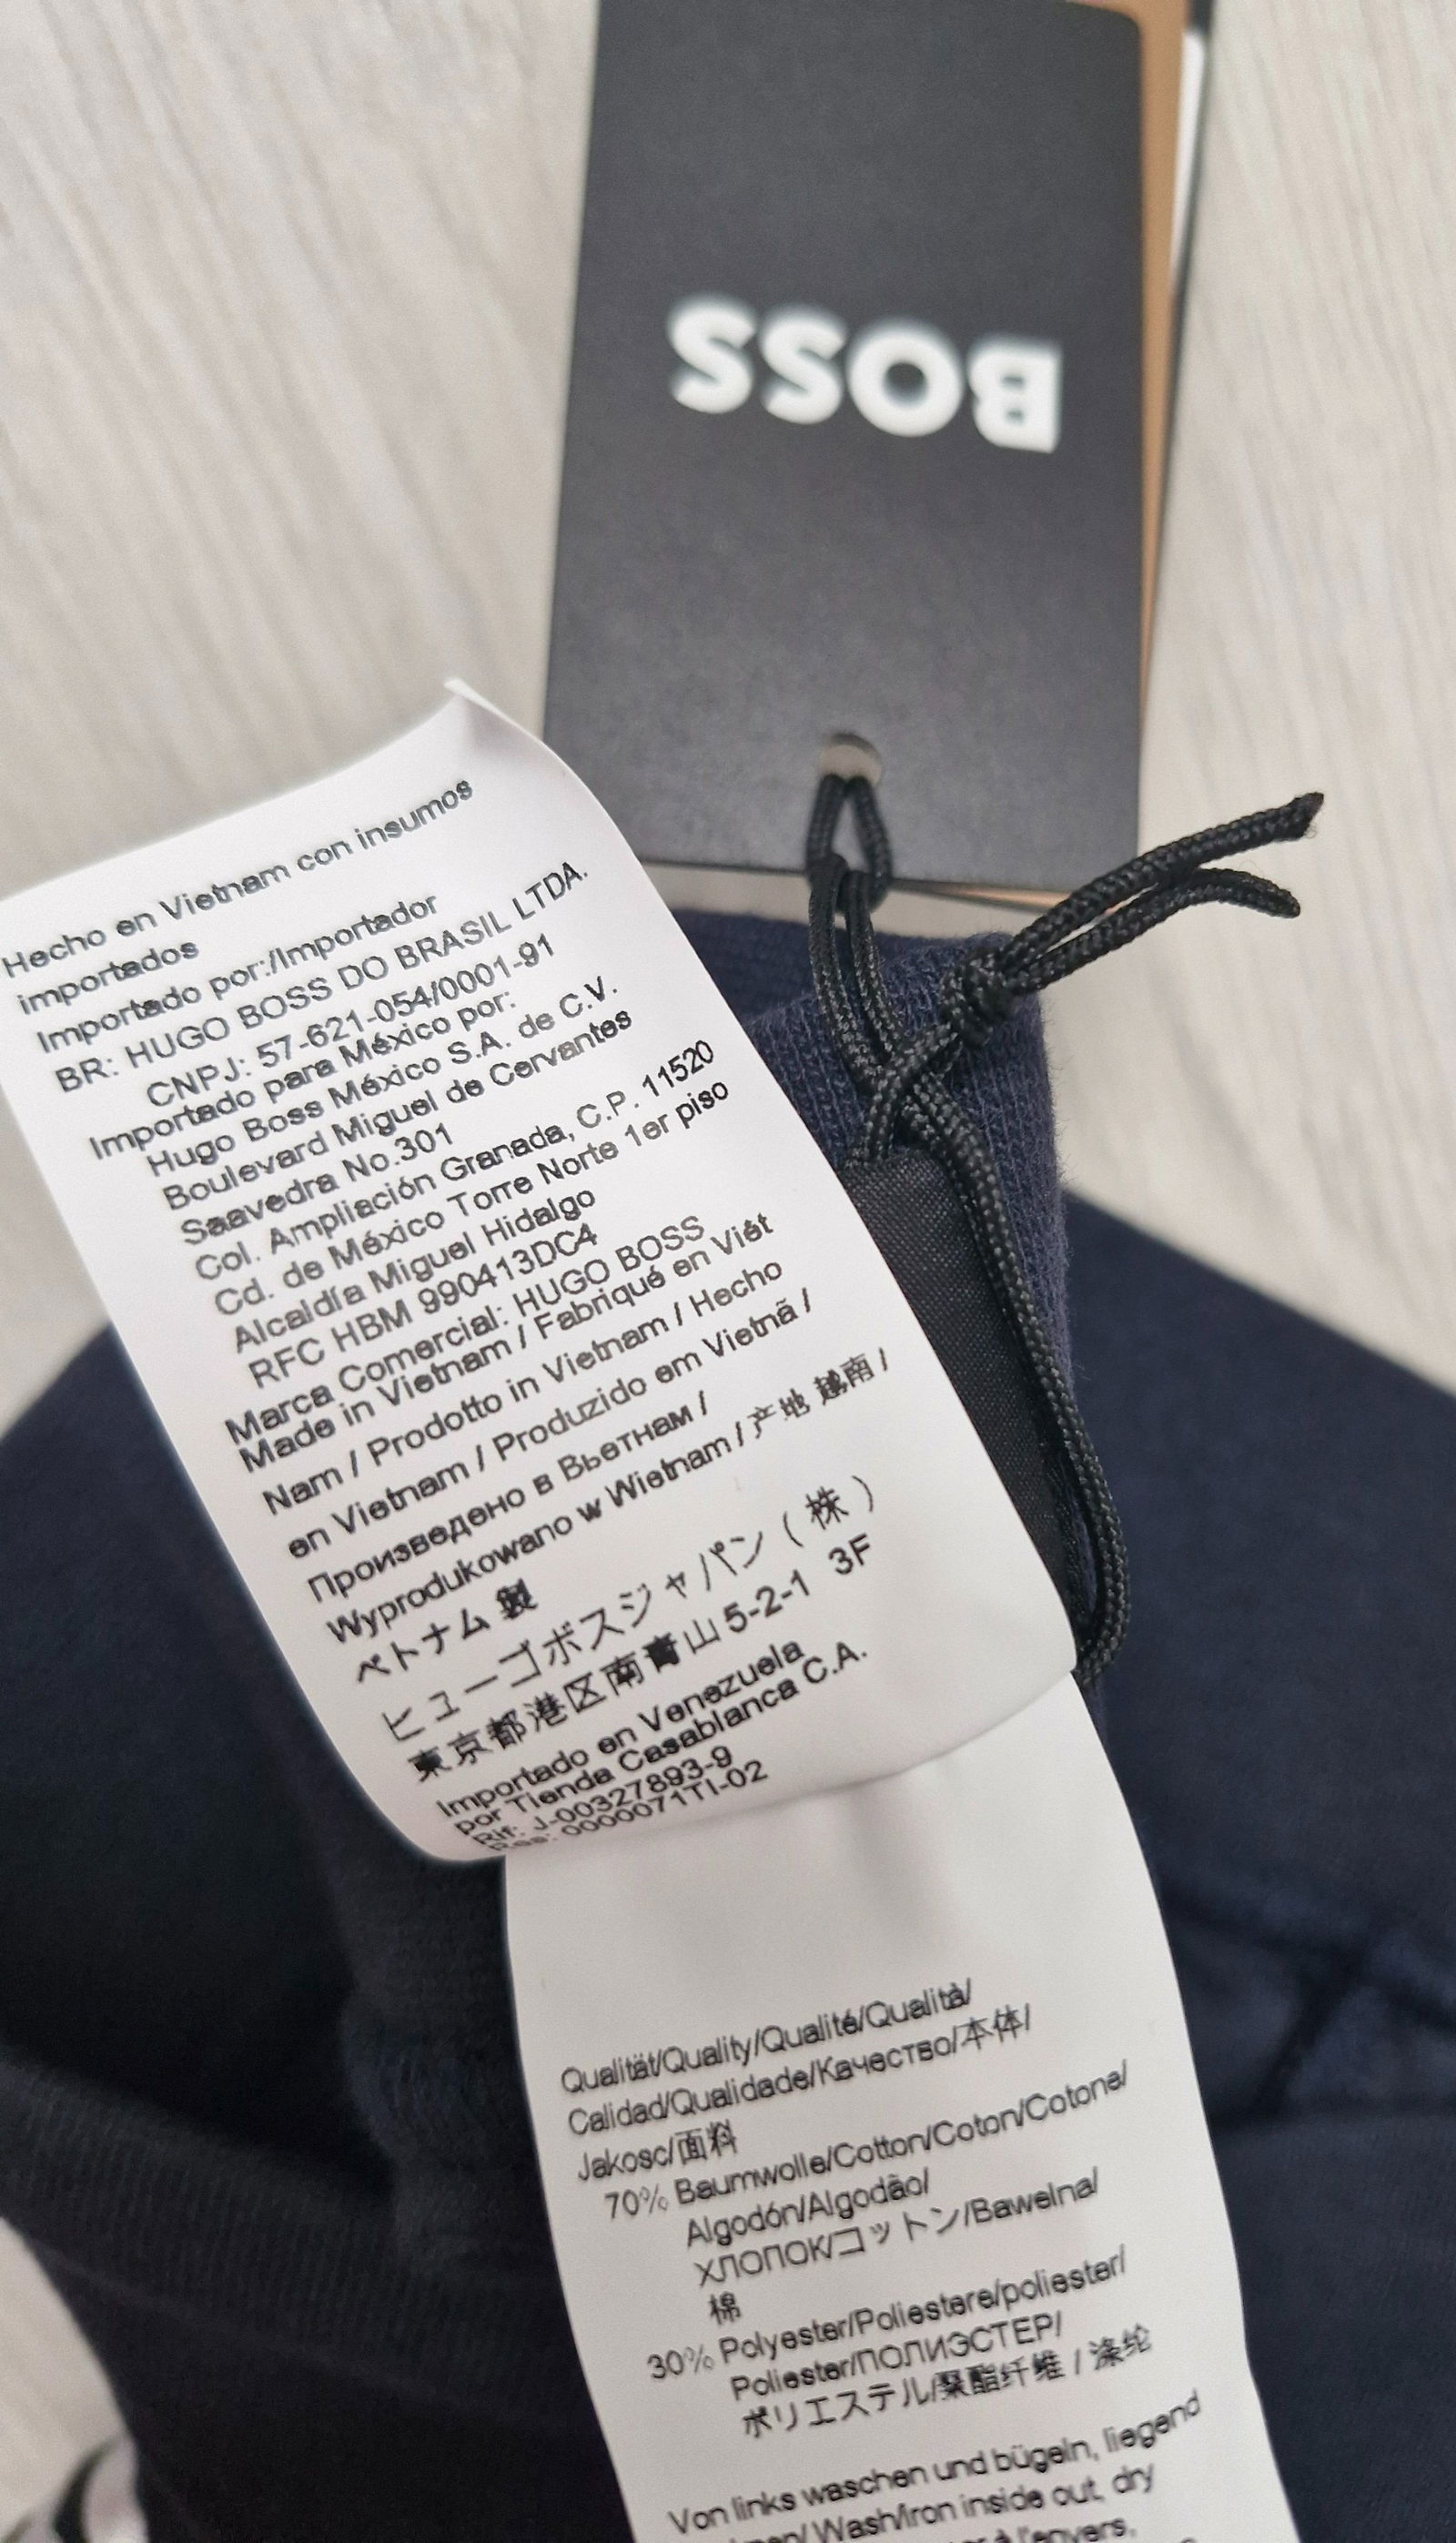 BOSS
Hecho en Vietnam con insumos
importados
Importado por:/Importador
BR: HUGO BOSS DO BRASIL LTDA.
CNPJ: 57-621-054/0001-91
Importado para México por:
Hugo Boss México S.A. de C.V.
Boulevard Miguel de Cervantes
Saavedra No.301
Col. Ampliación Granada, C.P. 11520
Cd. de México Torre Norte 1er piso
Alcaldía Miguel Hidalgo
RFC HBM 990413DC4
Marca Comercial: HUGO BOSS
Made in Vietnam / Fabriqué en Viêt
Nam / Prodotto in Vietnam / Hecho
en Vietnam / Produzido em Vietnã /
Произведено в Вьетнам /
Wyprodukowano w Wietnam / 产地 越南 /
ベトナム 製
ヒューゴボスジャパン（株）
東京都港区南青山 5-2-1 3F
Importado en Venezuela
por Tienda Casablanca C.A.
Rif: J-00327893-9
0000071TI-02
Qualität/Quality/Qualité/Qualità/
Calidad/Qualidade/Качество/本体/
Jakosc/面料
70% Baumwolle/Cotton/Coton/Cotone/
Algodón/Algodão/
ХЛОПОК/コットン/Bawelna/
棉
30% Polyester/Poliestere/poliester/
Poliester/ПОЛИЭСТЕР/
ポリエステル/聚酯纤维 / 涤纶
Von links waschen und bügeln, liegend
Wash/Iron inside out, dry
à l'envers,